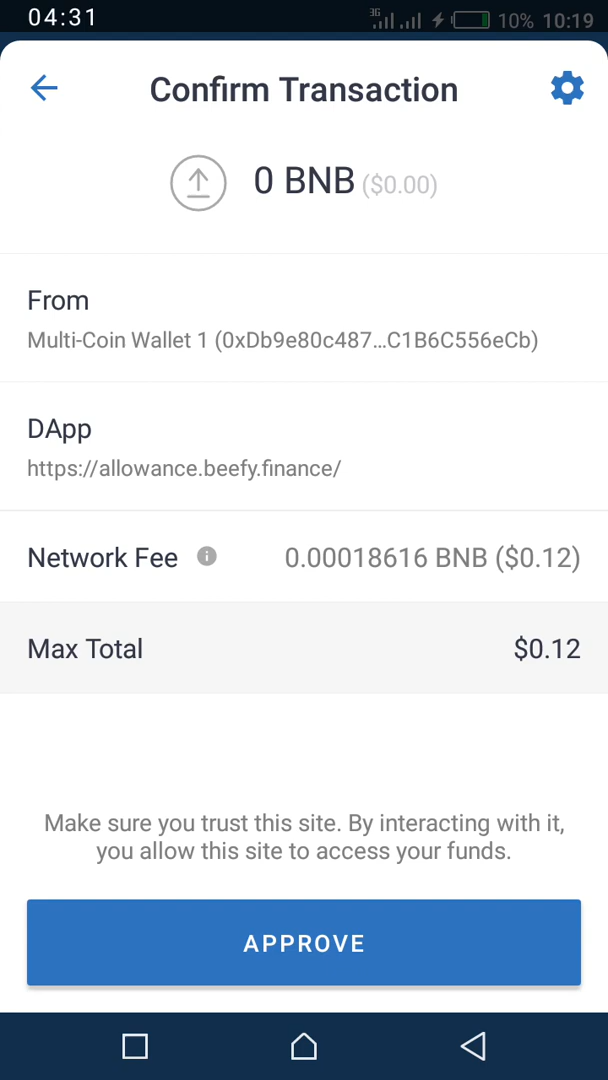 04:31 3G 10% 10:19
Confirm Transaction
0 BNB ($0.00)
From
Multi-Coin Wallet 1 (0xDb9e80c487...C1B6C556eCb)
DApp
https://allowance.beefy.finance/
Network Fee i 0.00018616 BNB ($0.12)
Max Total $0.12
Make sure you trust this site. By interacting with it,
you allow this site to access your funds.
APPROVE